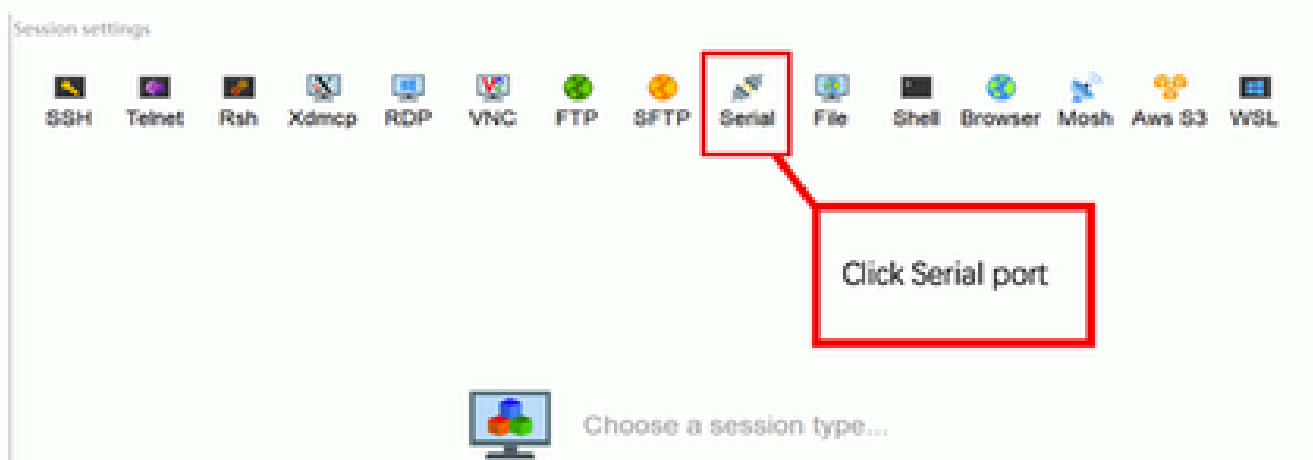 Session settings
SSH Telnet Rsh Xdmcp RDP VNC FTP SFTP Serial File Shell Browser Mosh Aws S3 WSL
Click Serial port
Choose a session type...